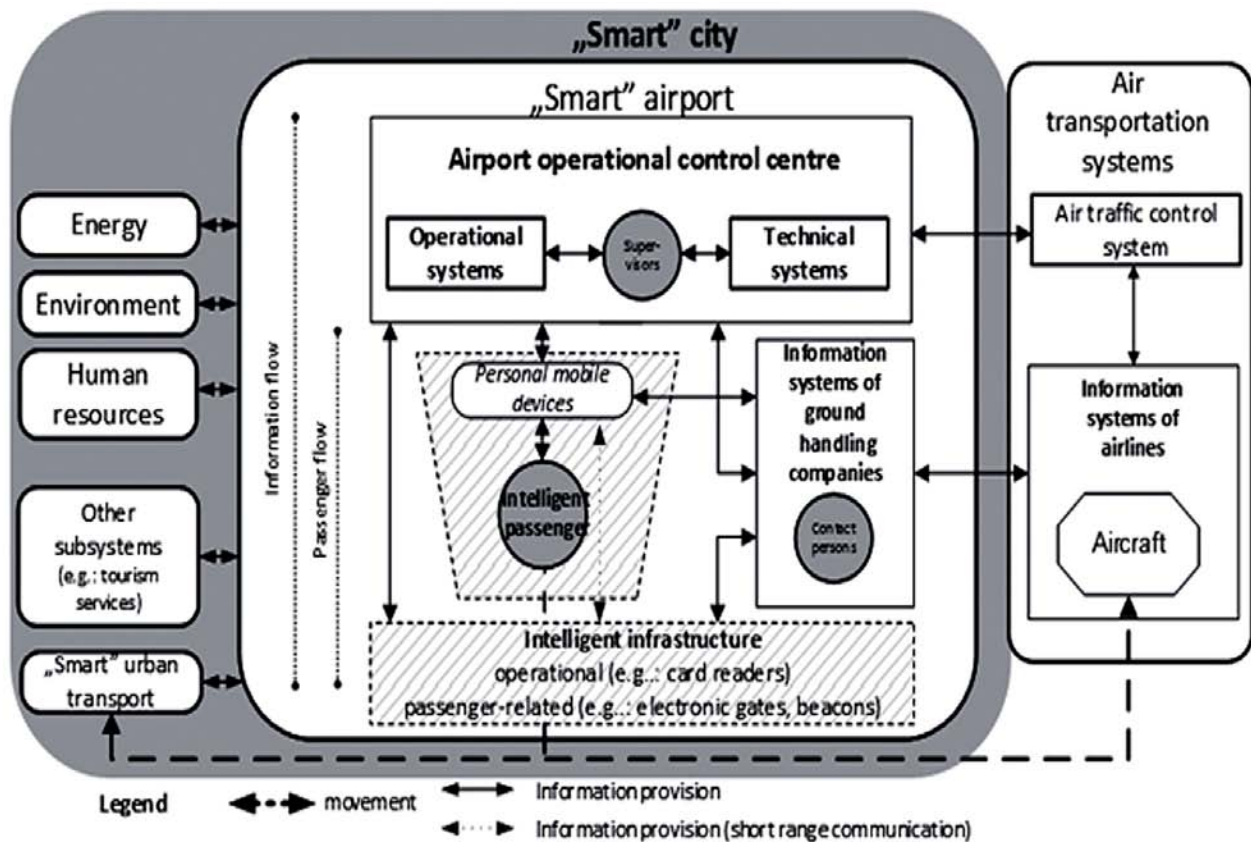 „Smart” city
„Smart” airport
Airport operational control centre
Operational
systems
Super-
visors
Technical
systems
Air
transportation
systems
Air traffic control
system
Energy
Environment
Human
resources
Other
subsystems
(e.g.: tourism
services)
„Smart” urban
transport
Information flow
Passenger flow
Personal mobile
devices
Intelligent
passenger
Information
systems of
ground
handling
companies
Contact
persons
Information
systems of
airlines
Aircraft
Intelligent infrastructure
operational (e.g..: card readers)
passenger-related (e.g..: electronic gates, beacons)
Legend
movement
Information provision
Information provision (short range communication)